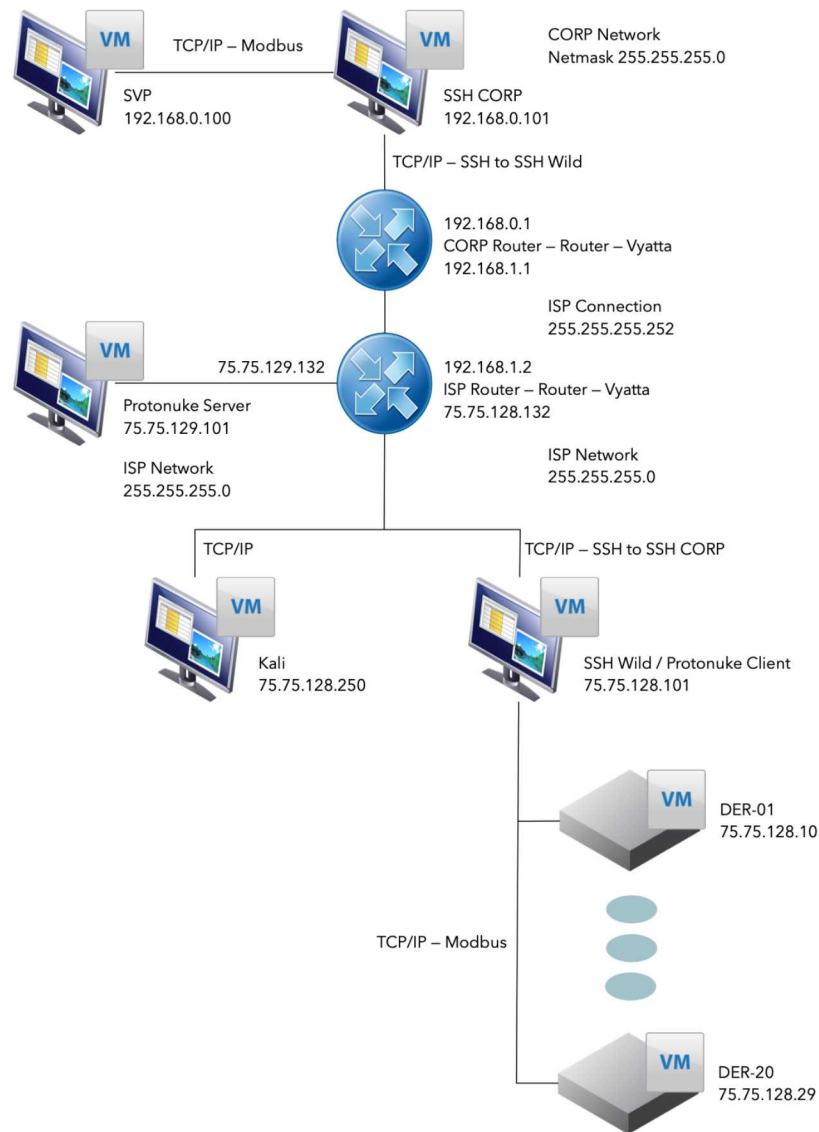 VM
TCP/IP – Modbus
SVP
192.168.0.100
VM
SSH CORP
192.168.0.101
CORP Network
Netmask 255.255.255.0
TCP/IP – SSH to SSH Wild
192.168.0.1
CORP Router – Router – Vyatta
192.168.1.1
ISP Connection
255.255.255.252
VM
75.75.129.132
Protonuke Server
75.75.129.101
192.168.1.2
ISP Router – Router – Vyatta
75.75.128.132
ISP Network
255.255.255.0
ISP Network
255.255.255.0
TCP/IP
TCP/IP – SSH to SSH CORP
VM
Kali
75.75.128.250
VM
SSH Wild / Protonuke Client
75.75.128.101
VM
DER-01
75.75.128.10
TCP/IP – Modbus
VM
DER-20
75.75.128.29